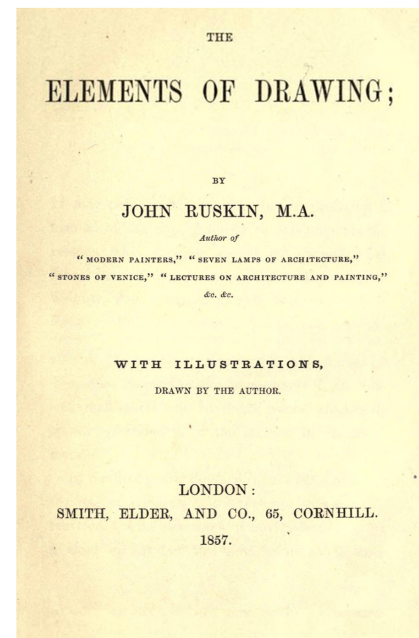 THE
ELEMENTS OF DRAWING;
BY
JOHN RUSKIN, M.A.
Author of
“MODERN PAINTERS,” “SEVEN LAMPS OF ARCHITECTURE,”
“STONES OF VENICE,” “LECTURES ON ARCHITECTURE AND PAINTING,”
&c. &c.
WITH ILLUSTRATIONS,
DRAWN BY THE AUTHOR.
LONDON:
SMITH, ELDER, AND CO., 65, CORNHILL.
1857.